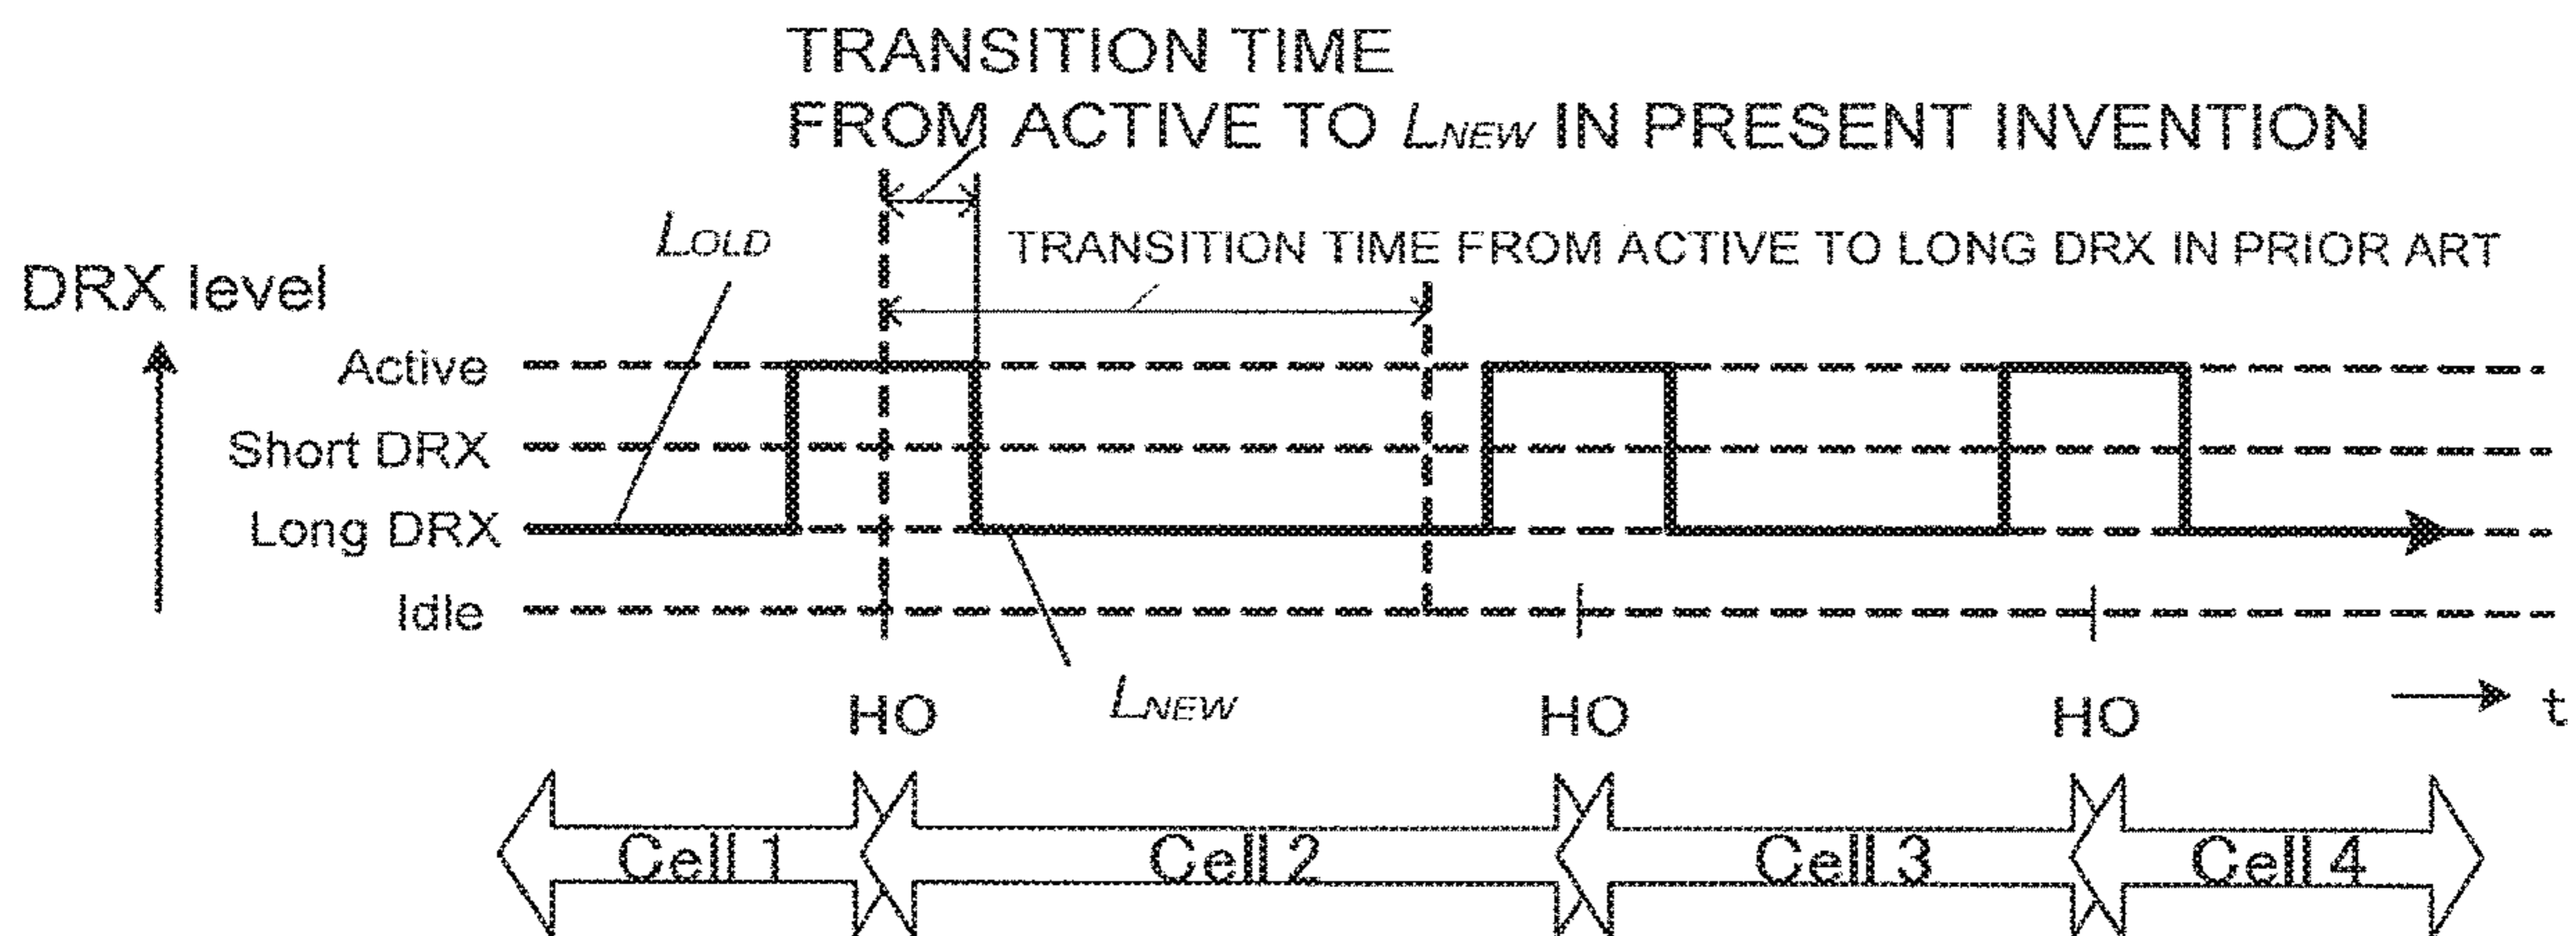 TRANSITION TIME
FROM ACTIVE TO LNEW IN PRESENT INVENTION
LOLD
TRANSITION TIME FROM ACTIVE TO LONG DRX IN PRIOR ART
DRX level
Active
Short DRX
Long DRX
Idle
LNEW
HO HO HO t
Cell 1 Cell 2 Cell 3 Cell 4